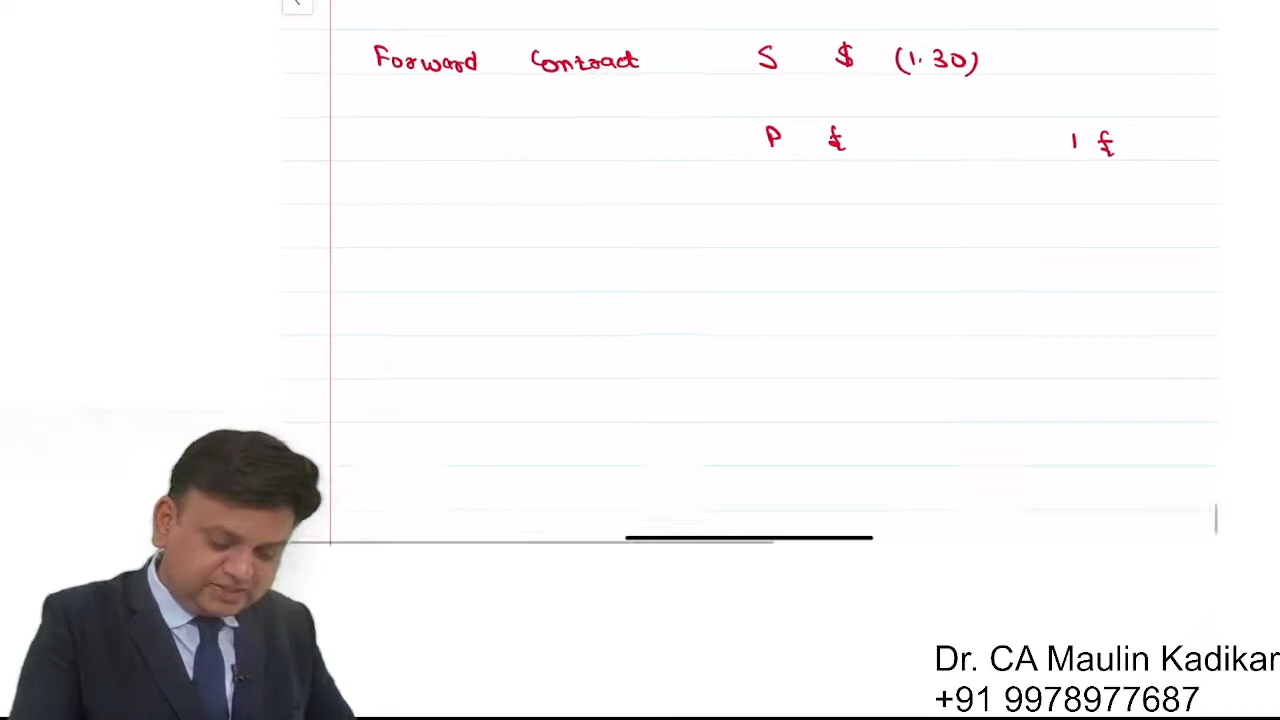 Forward Contract S $ (1.30)
P £ 1 £
Dr. CA Maulin Kadikar
+91 9978977687